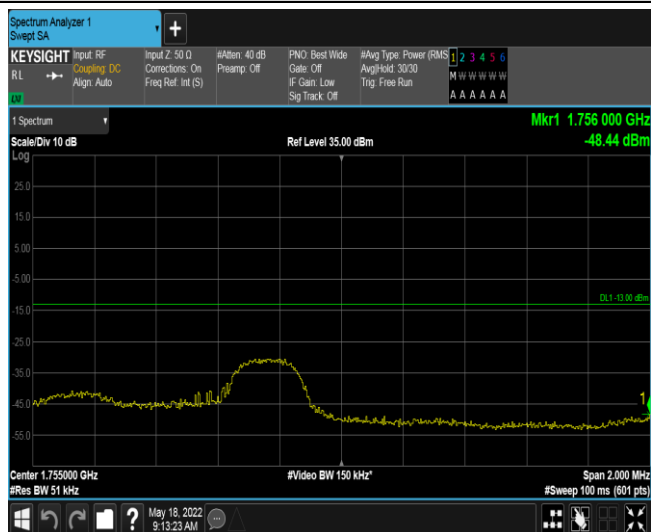 Spectrum Analyzer 1
Swept SA
+
KEYSIGHT Input: RF Input Z: 50 Ω #Atten: 40 dB PNO: Best Wide #Avg Type: Power (RMS 1 2 3 4 5 6
RL Coupling: DC Corrections: On Preamp: Off Gate: Off Avg|Hold: 30/30 M W W W W W
Align: Auto Freq Ref: Int (S) IF Gain: Low Trig: Free Run
Sig Track: Off A A A A A A
1 Spectrum Mkr1 1.756 000 GHz
Scale/Div 10 dB Ref Level 35.00 dBm -48.44 dBm
Log
25.0
15.0
5.00
-5.00
DL1 -13.00 dBm
-15.0
-25.0
-35.0
1
-45.0
-55.0
Center 1.755000 GHz #Video BW 150 kHz* Span 2.000 MHz
#Res BW 51 kHz #Sweep 100 ms (601 pts)
? May 18, 2022
9:13:23 AM